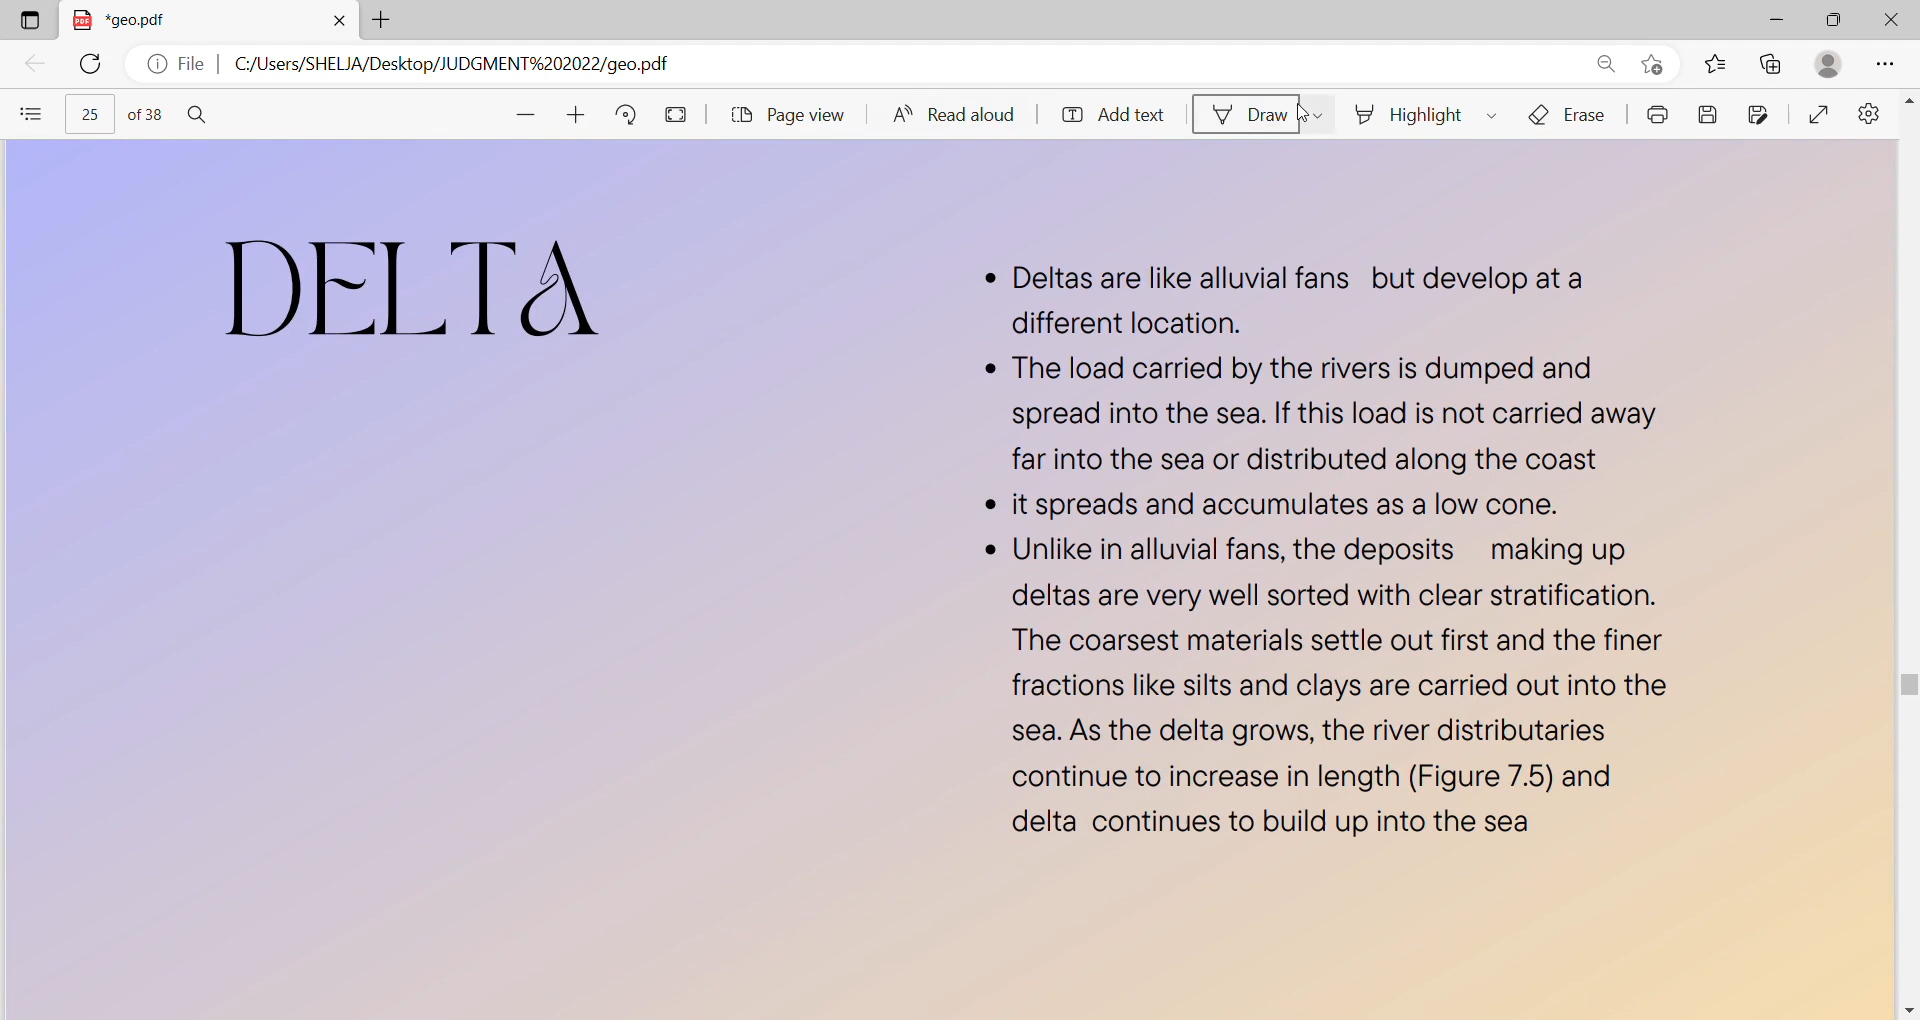 *geo.pdf
File C:/Users/SHELJA/Desktop/JUDGMENT%202022/geo.pdf
25 of 38 Page view Read aloud Add text Draw Highlight Erase
DELTA
• Deltas are like alluvial fans but develop at a
different location.
• The load carried by the rivers is dumped and
spread into the sea. If this load is not carried away
far into the sea or distributed along the coast
• it spreads and accumulates as a low cone.
• Unlike in alluvial fans, the deposits making up
deltas are very well sorted with clear stratification.
The coarsest materials settle out first and the finer
fractions like silts and clays are carried out into the
sea. As the delta grows, the river distributaries
continue to increase in length (Figure 7.5) and
delta continues to build up into the sea